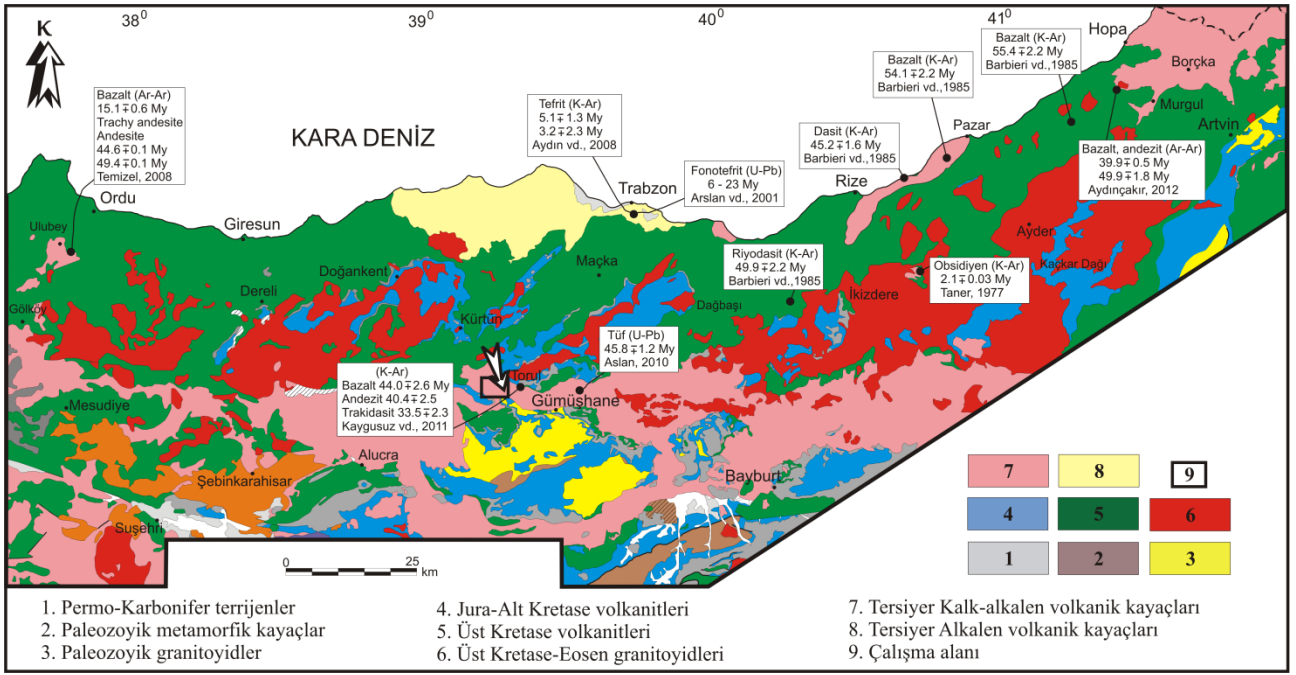 38⁰
39⁰
40⁰
41⁰
K
KARA DENİZ
Hopa
Borçka
Murgul
Artvin
Pazar
Rize
Trabzon
Ordu
Giresun
Ulubey
Gölköy
Dereli
Doğankent
Kürtün
Maçka
Dağbaşı
İkizdere
Ayder
Kaçkar Dağı
Torul
Gümüşhane
Bayburt
Mesudiye
Alucra
Şebinkarahisar
Suşehri
Bazalt (Ar-Ar)
15.1∓0.6 My
Trachy andesite
Andesite
44.6∓0.1 My
49.4∓0.1 My
Temizel, 2008
Tefrit (K-Ar)
5.1∓1.3 My
3.2∓2.3 My
Aydın vd., 2008
Fonotefrit (U-Pb)
6 - 23 My
Arslan vd., 2001
Dasit (K-Ar)
45.2∓1.6 My
Barbieri vd.,1985
Bazalt (K-Ar)
54.1∓2.2 My
Barbieri vd.,1985
Bazalt (K-Ar)
55.4∓2.2 My
Barbieri vd.,1985
Bazalt, andezit (Ar-Ar)
39.9∓0.5 My
49.9∓1.8 My
Aydınçakır, 2012
Riyodasit (K-Ar)
49.9∓2.2 My
Barbieri vd.,1985
Obsidiyen (K-Ar)
2.1∓0.03 My
Taner, 1977
Tüf (U-Pb)
45.8∓1.2 My
Aslan, 2010
(K-Ar)
Bazalt 44.0∓2.6 My
Andezit 40.4∓2.5
Trakidasit 33.5∓2.3
Kaygusuz vd., 2011
0 25
km
7 8 9
4 5 6
1 2 3
1. Permo-Karbonifer terrijenler
2. Paleozoyik metamorfik kayaçlar
3. Paleozoyik granitoyidler
4. Jura-Alt Kretase volkanitleri
5. Üst Kretase volkanitleri
6. Üst Kretase-Eosen granitoyidleri
7. Tersiyer Kalk-alkalen volkanik kayaçları
8. Tersiyer Alkalen volkanik kayaçları
9. Çalışma alanı